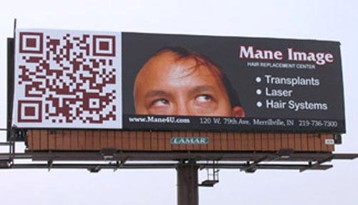 Mane Image
HAIR REPLACEMENT CENTER
• Transplants
• Laser
• Hair Systems
www.Mane4U.com
120 W. 79th Ave. Merrillville, IN 219-736-7300
LAMAR